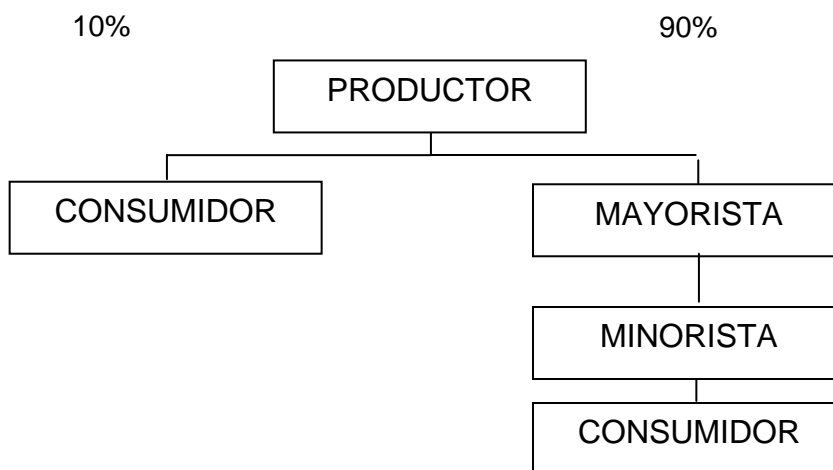 10%
90%
PRODUCTOR
CONSUMIDOR
MAYORISTA
MINORISTA
CONSUMIDOR